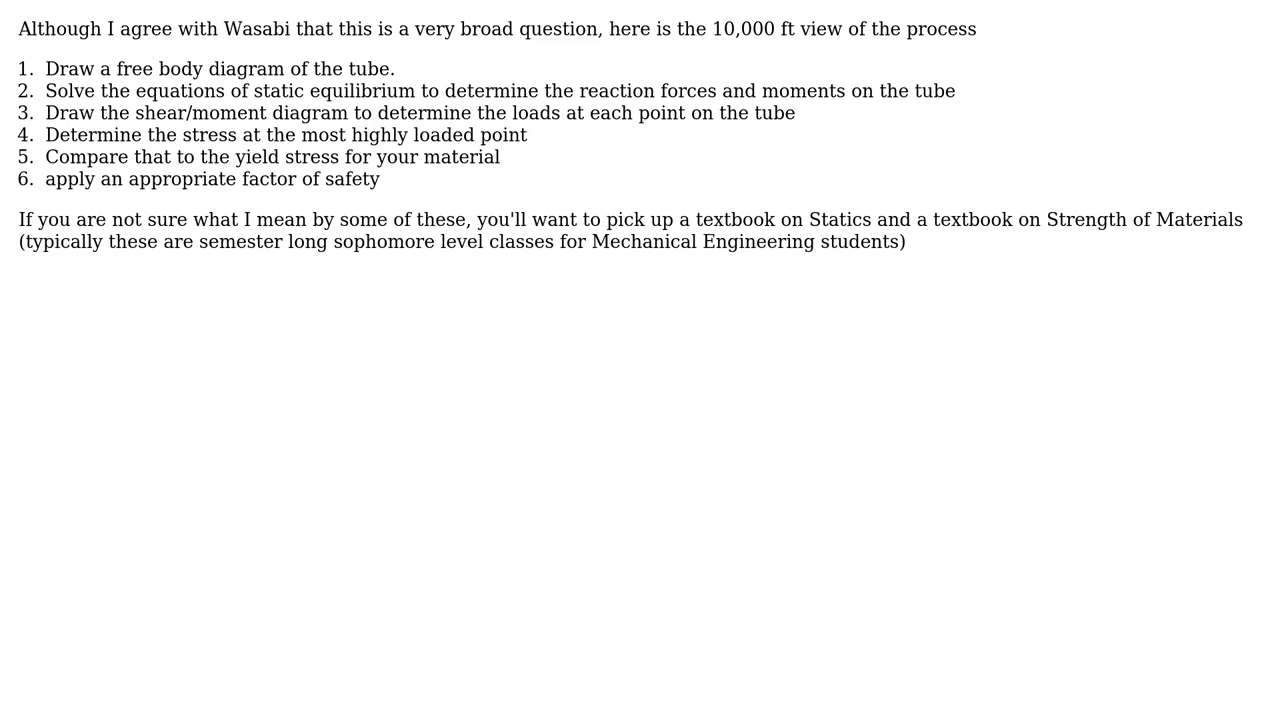 Although I agree with Wasabi that this is a very broad question, here is the 10,000 ft view of the process
1. Draw a free body diagram of the tube.
2. Solve the equations of static equilibrium to determine the reaction forces and moments on the tube
3. Draw the shear/moment diagram to determine the loads at each point on the tube
4. Determine the stress at the most highly loaded point
5. Compare that to the yield stress for your material
6. apply an appropriate factor of safety
If you are not sure what I mean by some of these, you'll want to pick up a textbook on Statics and a textbook on Strength of Materials
(typically these are semester long sophomore level classes for Mechanical Engineering students)